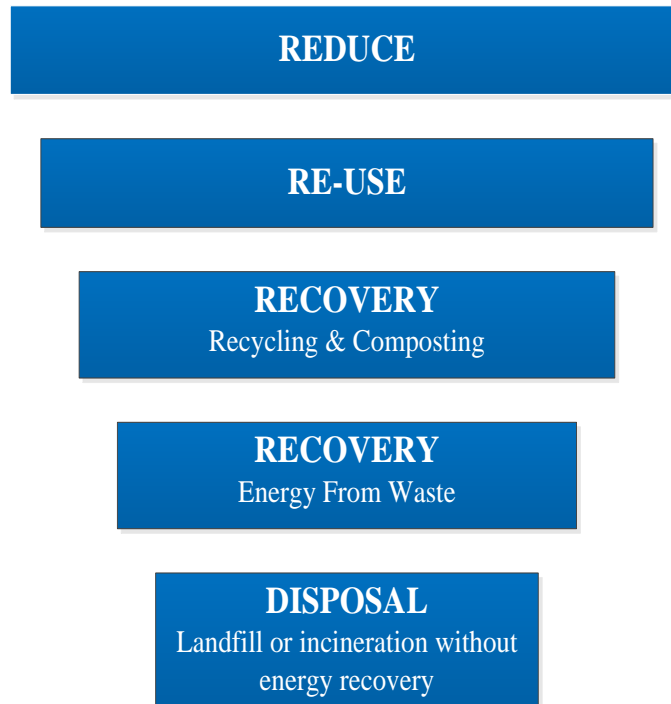 REDUCE
RE-USE
RECOVERY
Recycling & Composting
RECOVERY
Energy From Waste
DISPOSAL
Landfill or incineration without
energy recovery